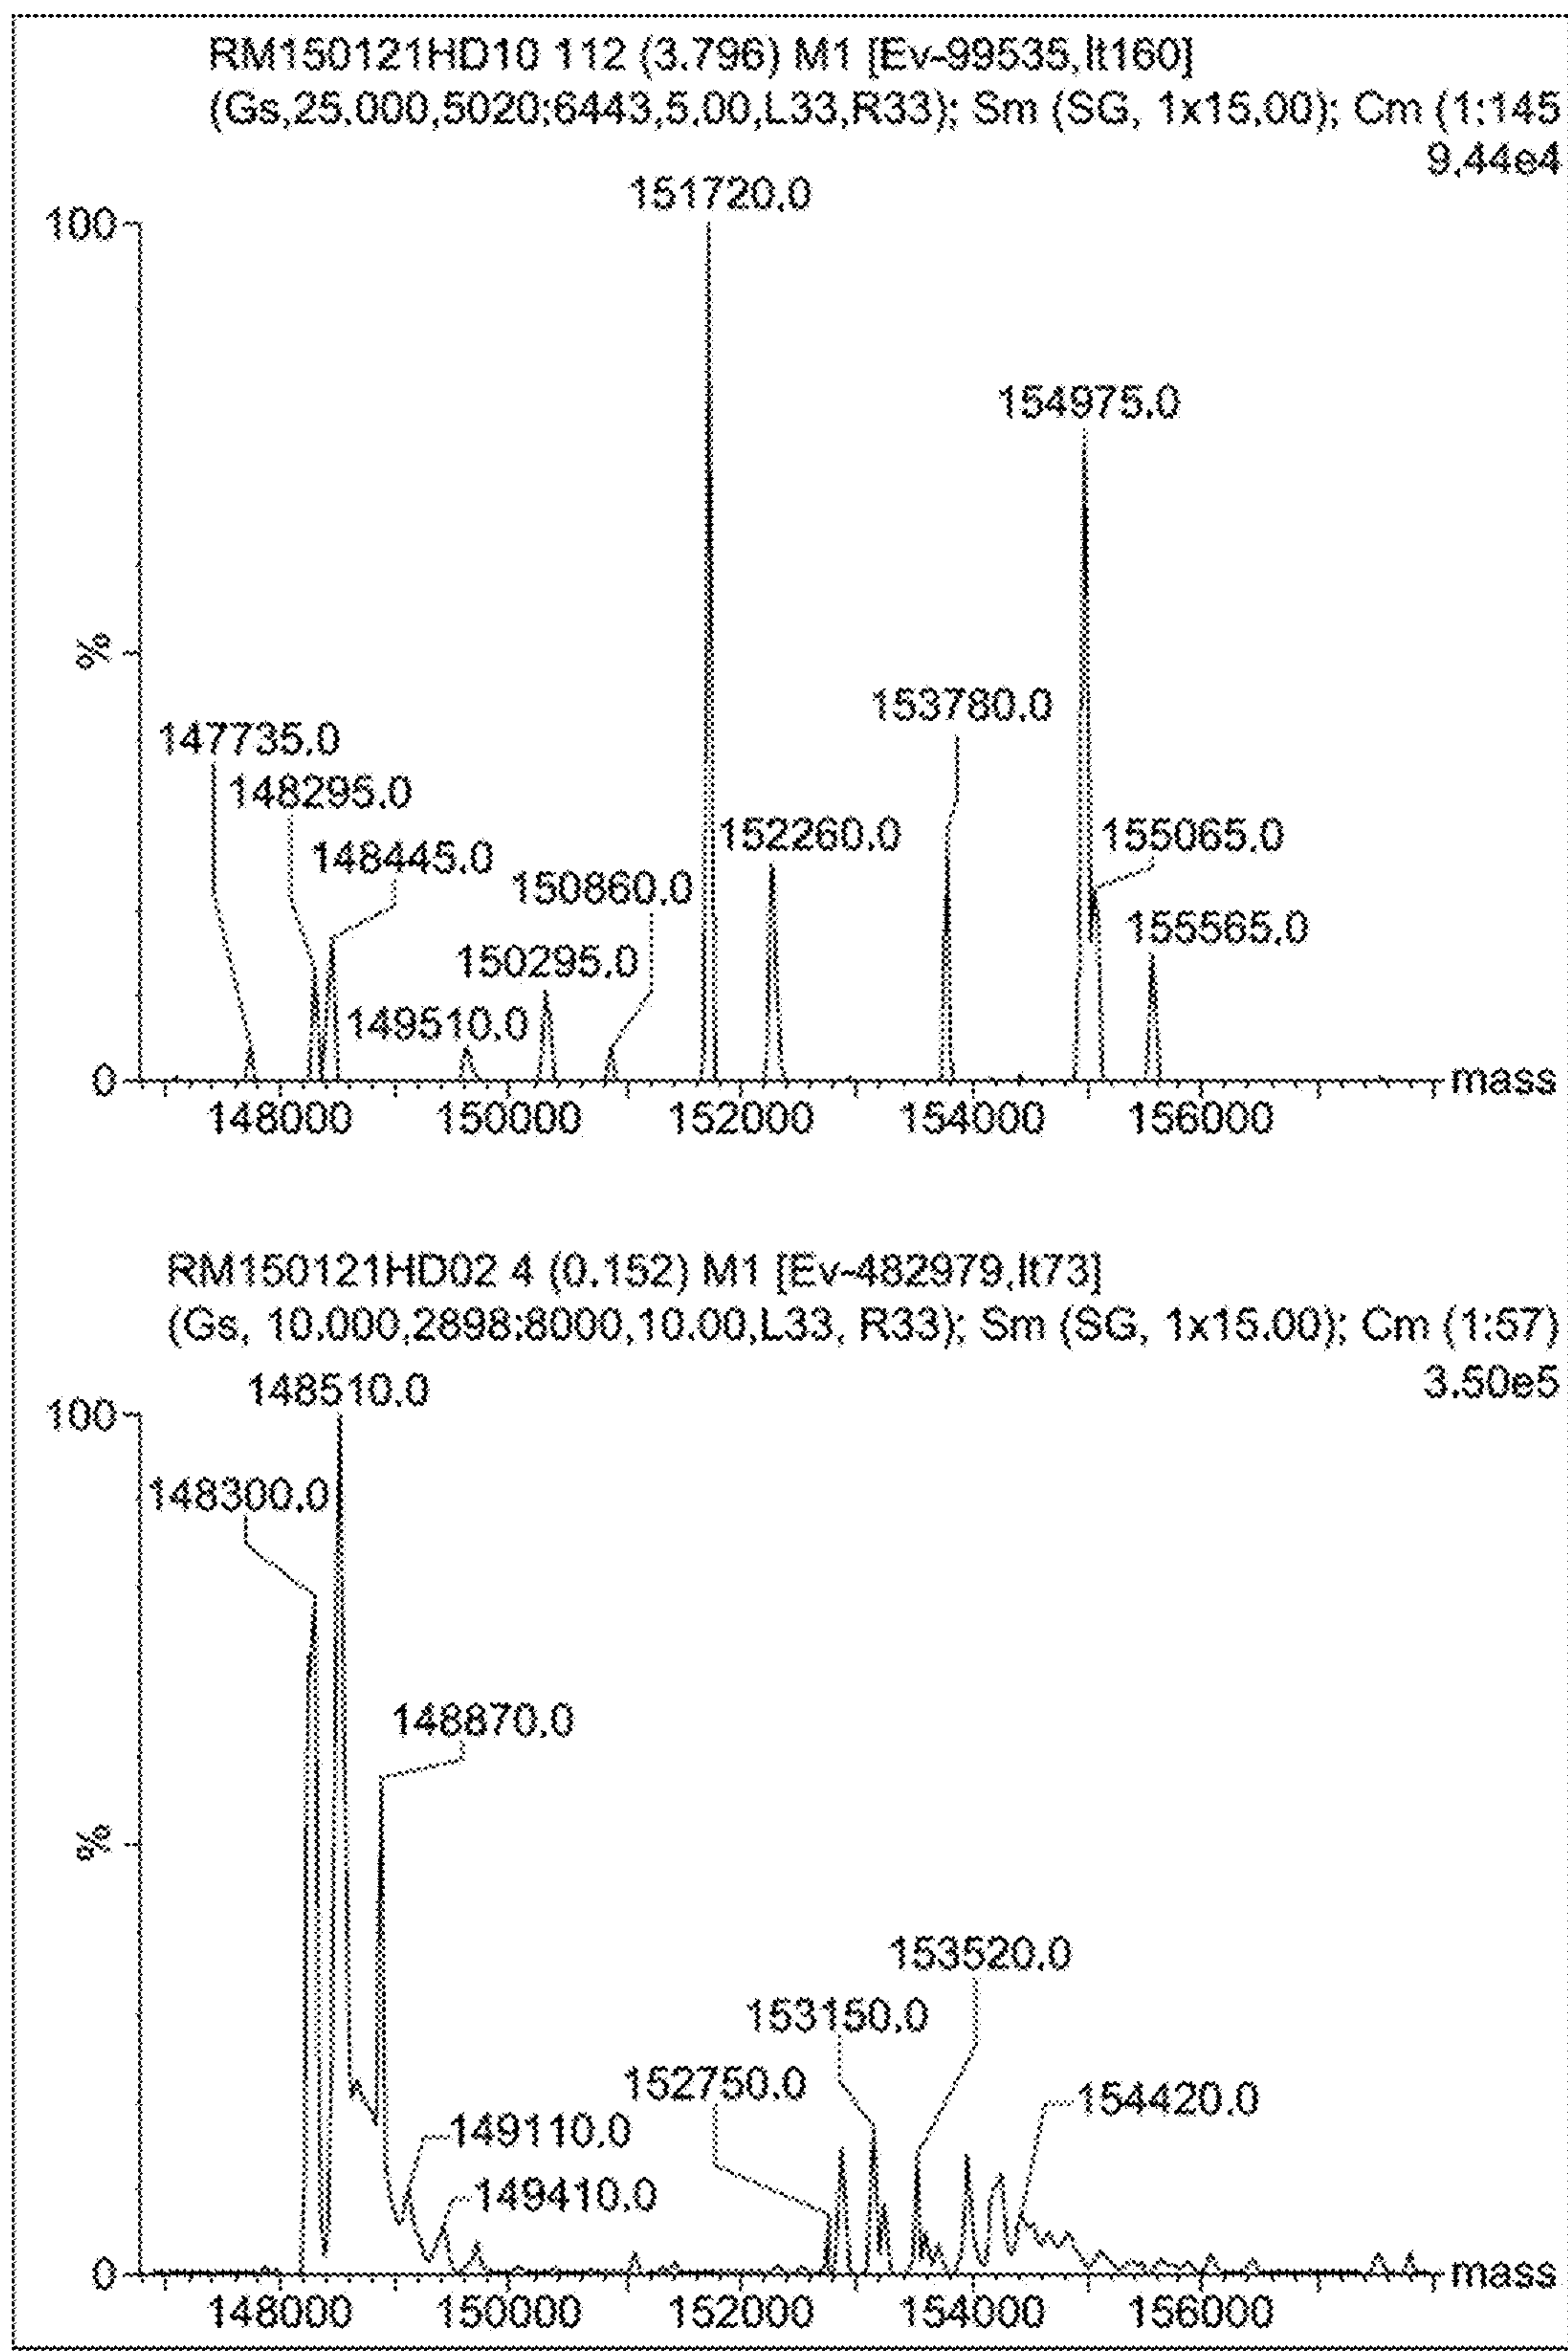 RM150121HD10 112 (3.796) M1 [Ev-99535,It160]
(Gs,25.000,5020:6443,5.00,L33,R33); Sm (SG, 1x15.00); Cm (1:145
9.44e4
151720.0
100
154975.0
%
153780.0
147735.0
148295.0
152260.0
155065.0
148445.0
150860.0
155565.0
150295.0
149510.0
0
mass
148000 150000 152000 154000 156000
RM150121HD02 4 (0.152) M1 [Ev-482979,It73]
(Gs, 10.000,2898:8000,10.00,L33, R33); Sm (SG, 1x15.00); Cm (1:57)
3.50e5
148510.0
100
148300.0
148870.0
%
153520.0
153150.0
152750.0
154420.0
149110.0
149410.0
0
mass
148000 150000 152000 154000 156000